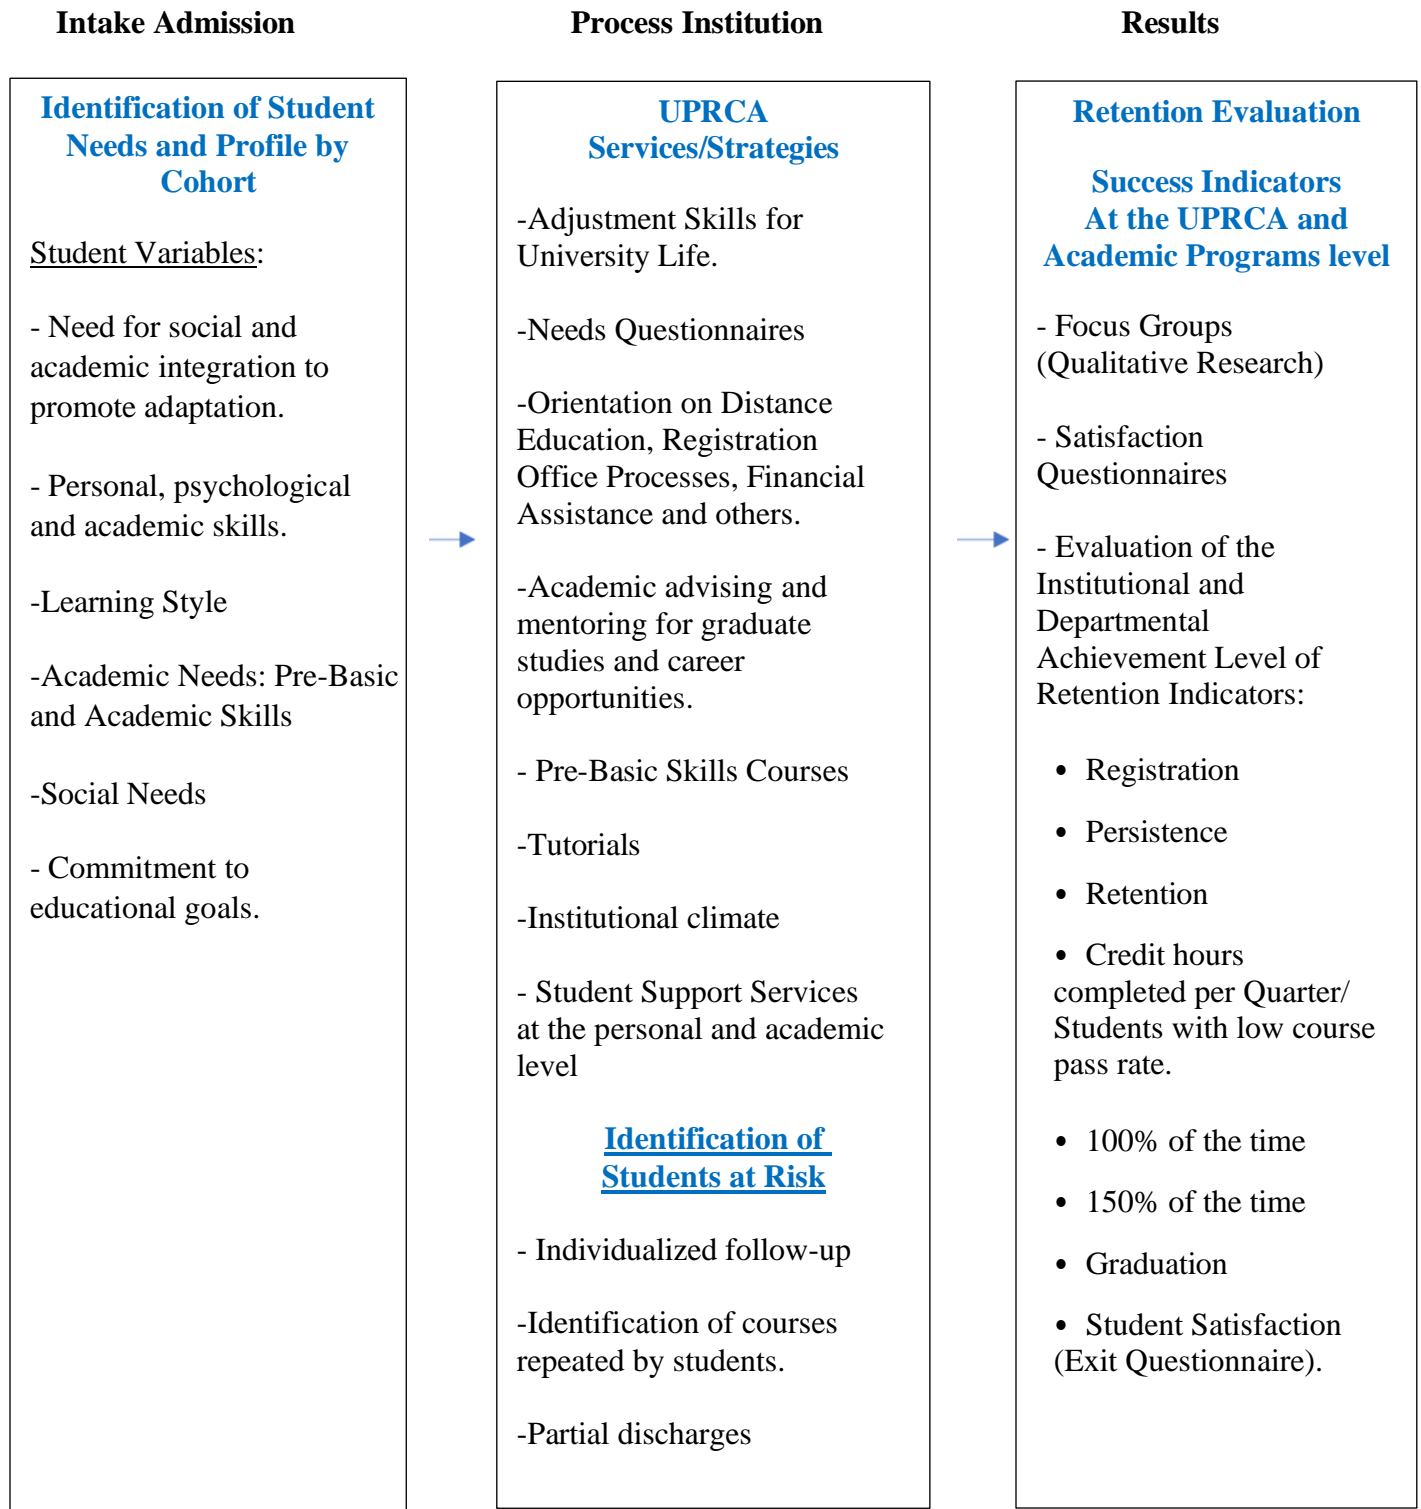 Intake Admission
Process Institution
Results
Identification of Student
Needs and Profile by
Cohort
Student Variables:
- Need for social and
academic integration to
promote adaptation.
- Personal, psychological
and academic skills.
-Learning Style
-Academic Needs: Pre-Basic
and Academic Skills
-Social Needs
- Commitment to
educational goals.
UPRCA
Services/Strategies
-Adjustment Skills for
University Life.
-Needs Questionnaires
-Orientation on Distance
Education, Registration
Office Processes, Financial
Assistance and others.
-Academic advising and
mentoring for graduate
studies and career
opportunities.
- Pre-Basic Skills Courses
-Tutorials
-Institutional climate
- Student Support Services
at the personal and academic
level
Identification of
Students at Risk
- Individualized follow-up
-Identification of courses
repeated by students.
-Partial discharges
Retention Evaluation
Success Indicators
At the UPRCA and
Academic Programs level
- Focus Groups
(Qualitative Research)
- Satisfaction
Questionnaires
- Evaluation of the
Institutional and
Departmental
Achievement Level of
Retention Indicators:
• Registration
• Persistence
• Retention
• Credit hours
completed per Quarter/
Students with low course
pass rate.
• 100% of the time
• 150% of the time
• Graduation
• Student Satisfaction
(Exit Questionnaire).